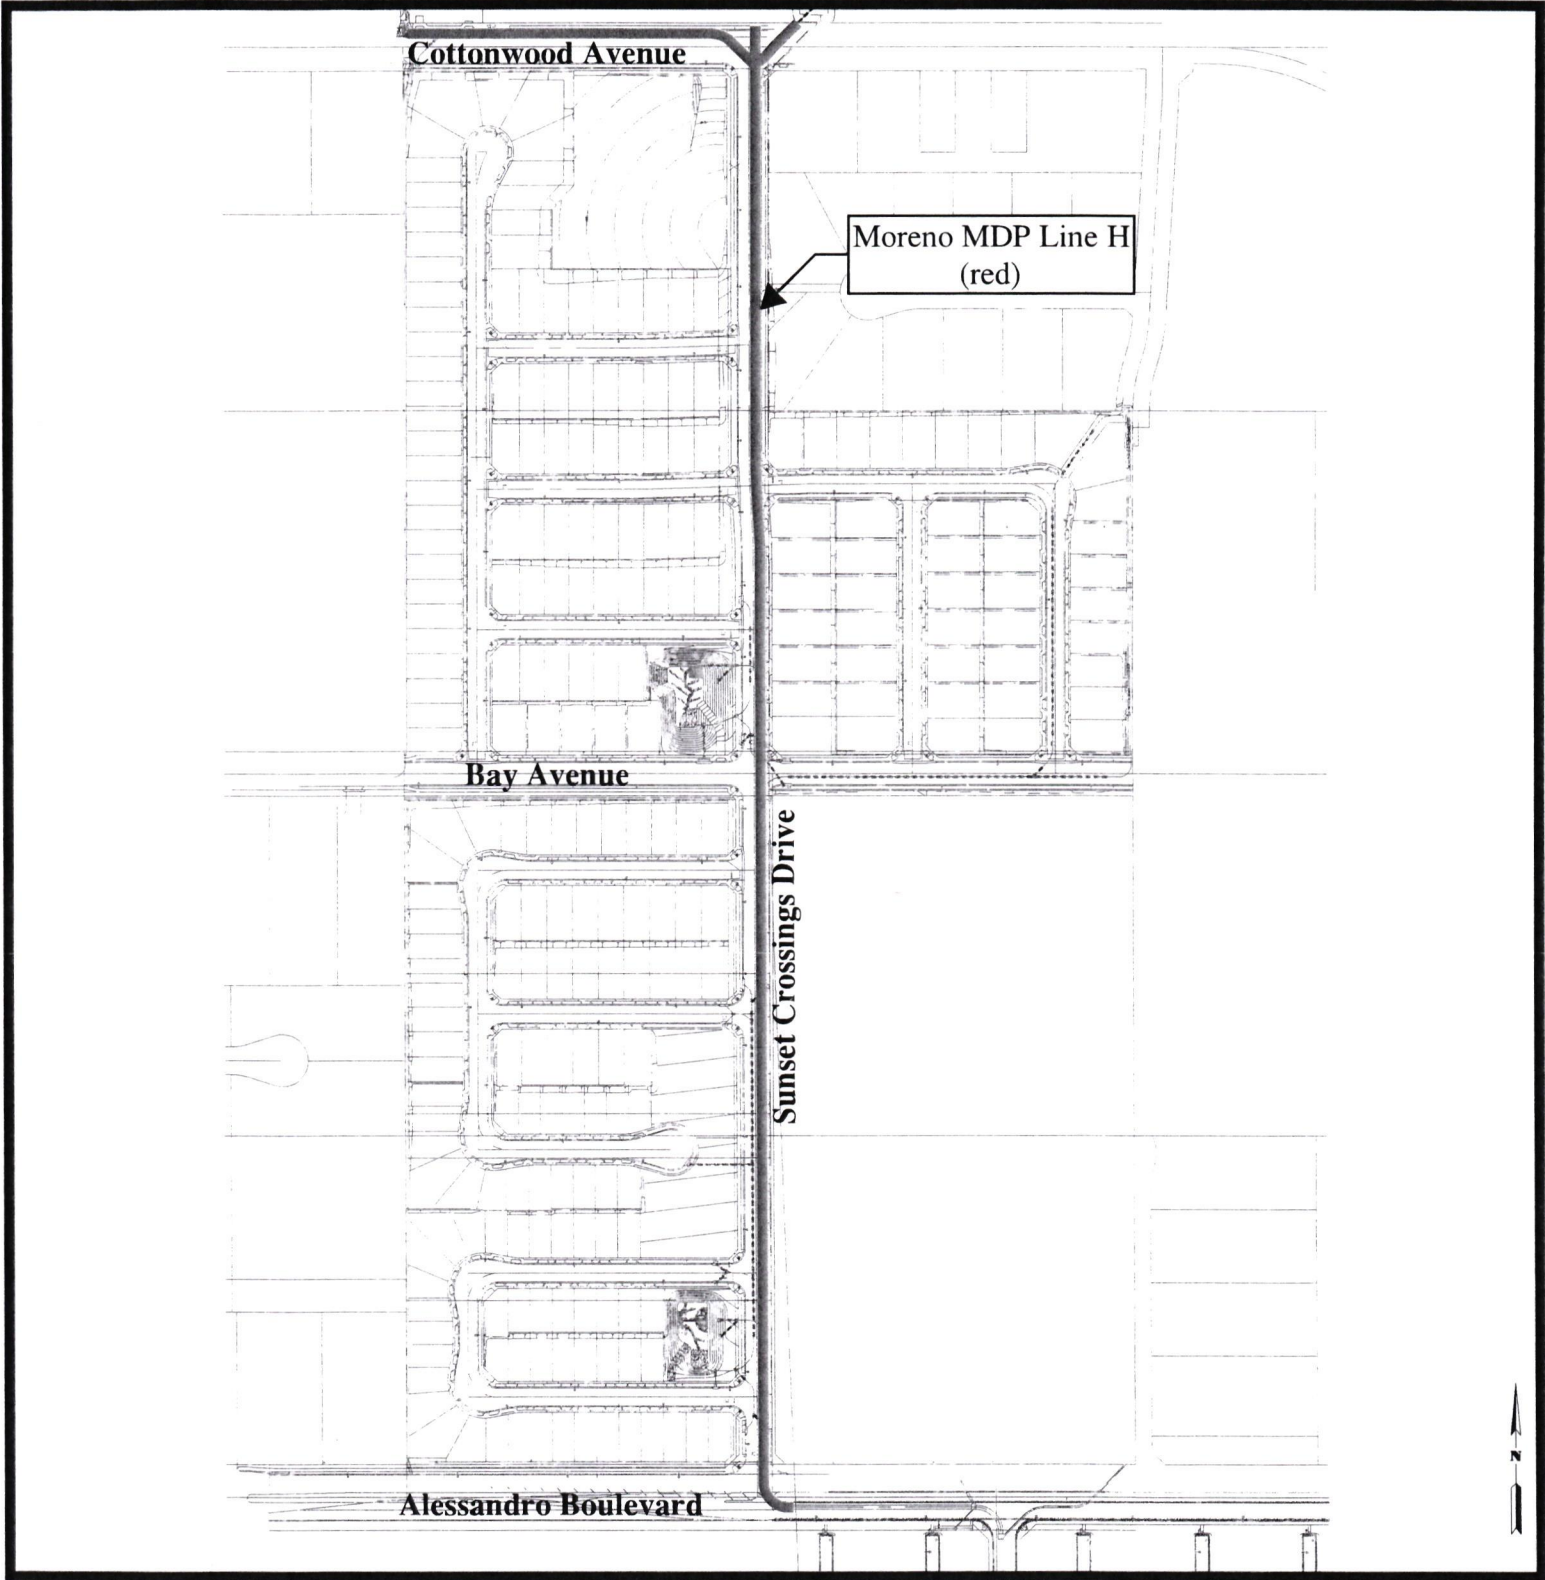 Cottonwood Avenue
Moreno MDP Line H
(red)
Bay Avenue
Sunset Crossings Drive
Alessandro Boulevard
N